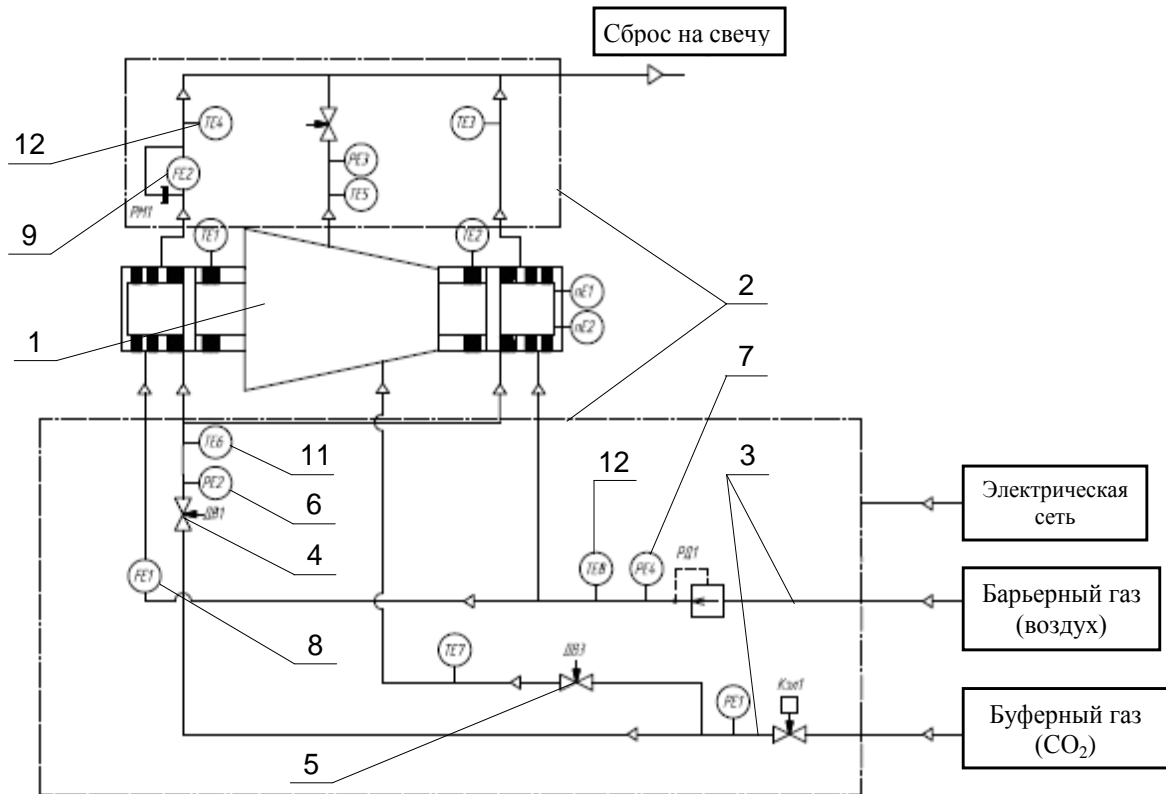 Сброс на свечу
12
TE4
TE3
FE2
PE3
TE5
РМ1
9
TE1
TE2
2
nE1
nE2
1
7
TE6
11
12
3
PE2
6
Электрическая
сеть
ДВ1
4
РД1
FE1
TE8
PE4
Барьерный газ
(воздух)
8
TE7
ДВ3
Кэл1
PE1
Буферный газ
(CO₂)
5